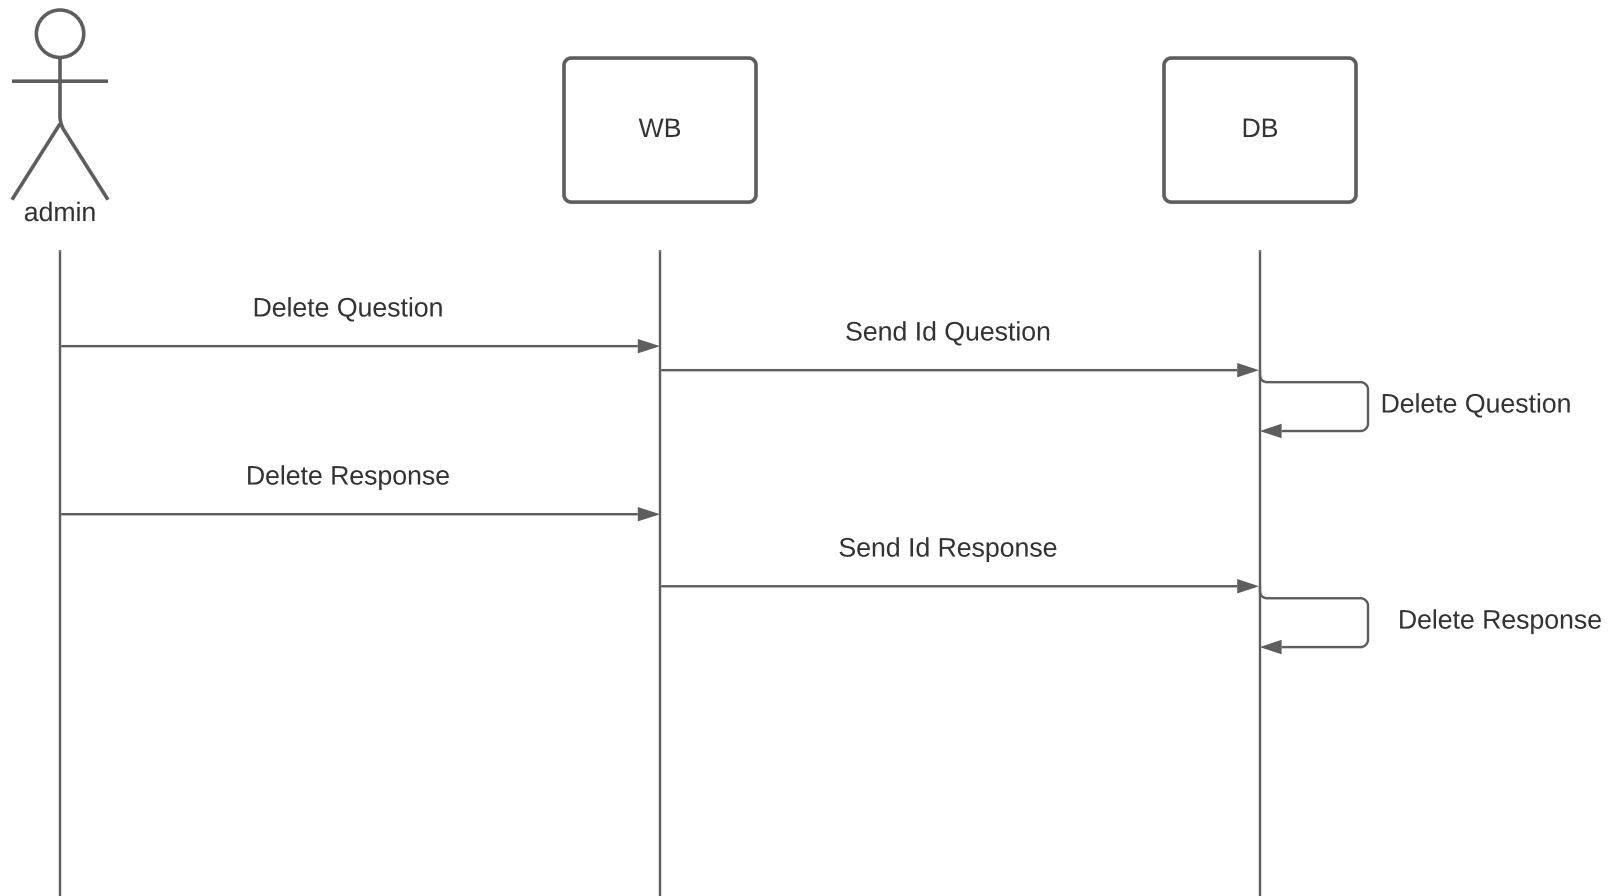 admin
WB
DB
Delete Question
Send Id Question
Delete Question
Delete Response
Send Id Response
Delete Response